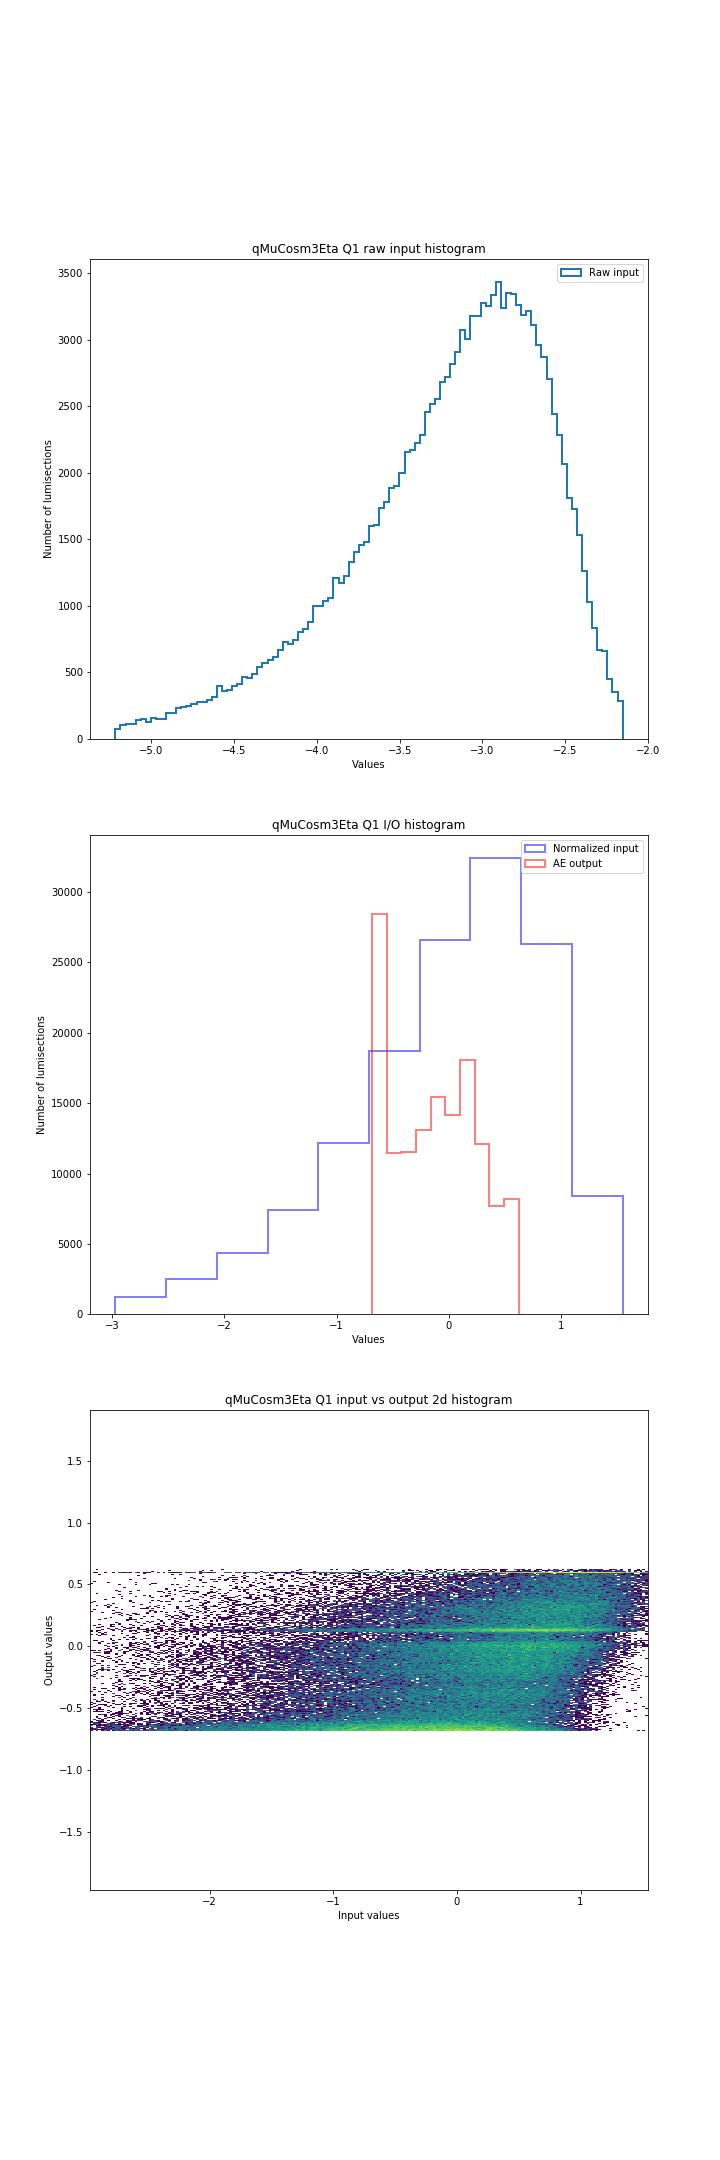 qMuCosm3Eta Q1 raw input histogram
Raw input
3500
3000
2500
2000
1500
1000
500
0
Number of lumisections
−5.0 −4.5 −4.0 −3.5 −3.0 −2.5 −2.0
Values
qMuCosm3Eta Q1 I/O histogram
Normalized input
AE output
30000
25000
20000
15000
10000
5000
0
Number of lumisections
−3 −2 −1 0 1
Values
qMuCosm3Eta Q1 input vs output 2d histogram
1.5
1.0
0.5
0.0
−0.5
−1.0
−1.5
Output values
−2 −1 0 1
Input values